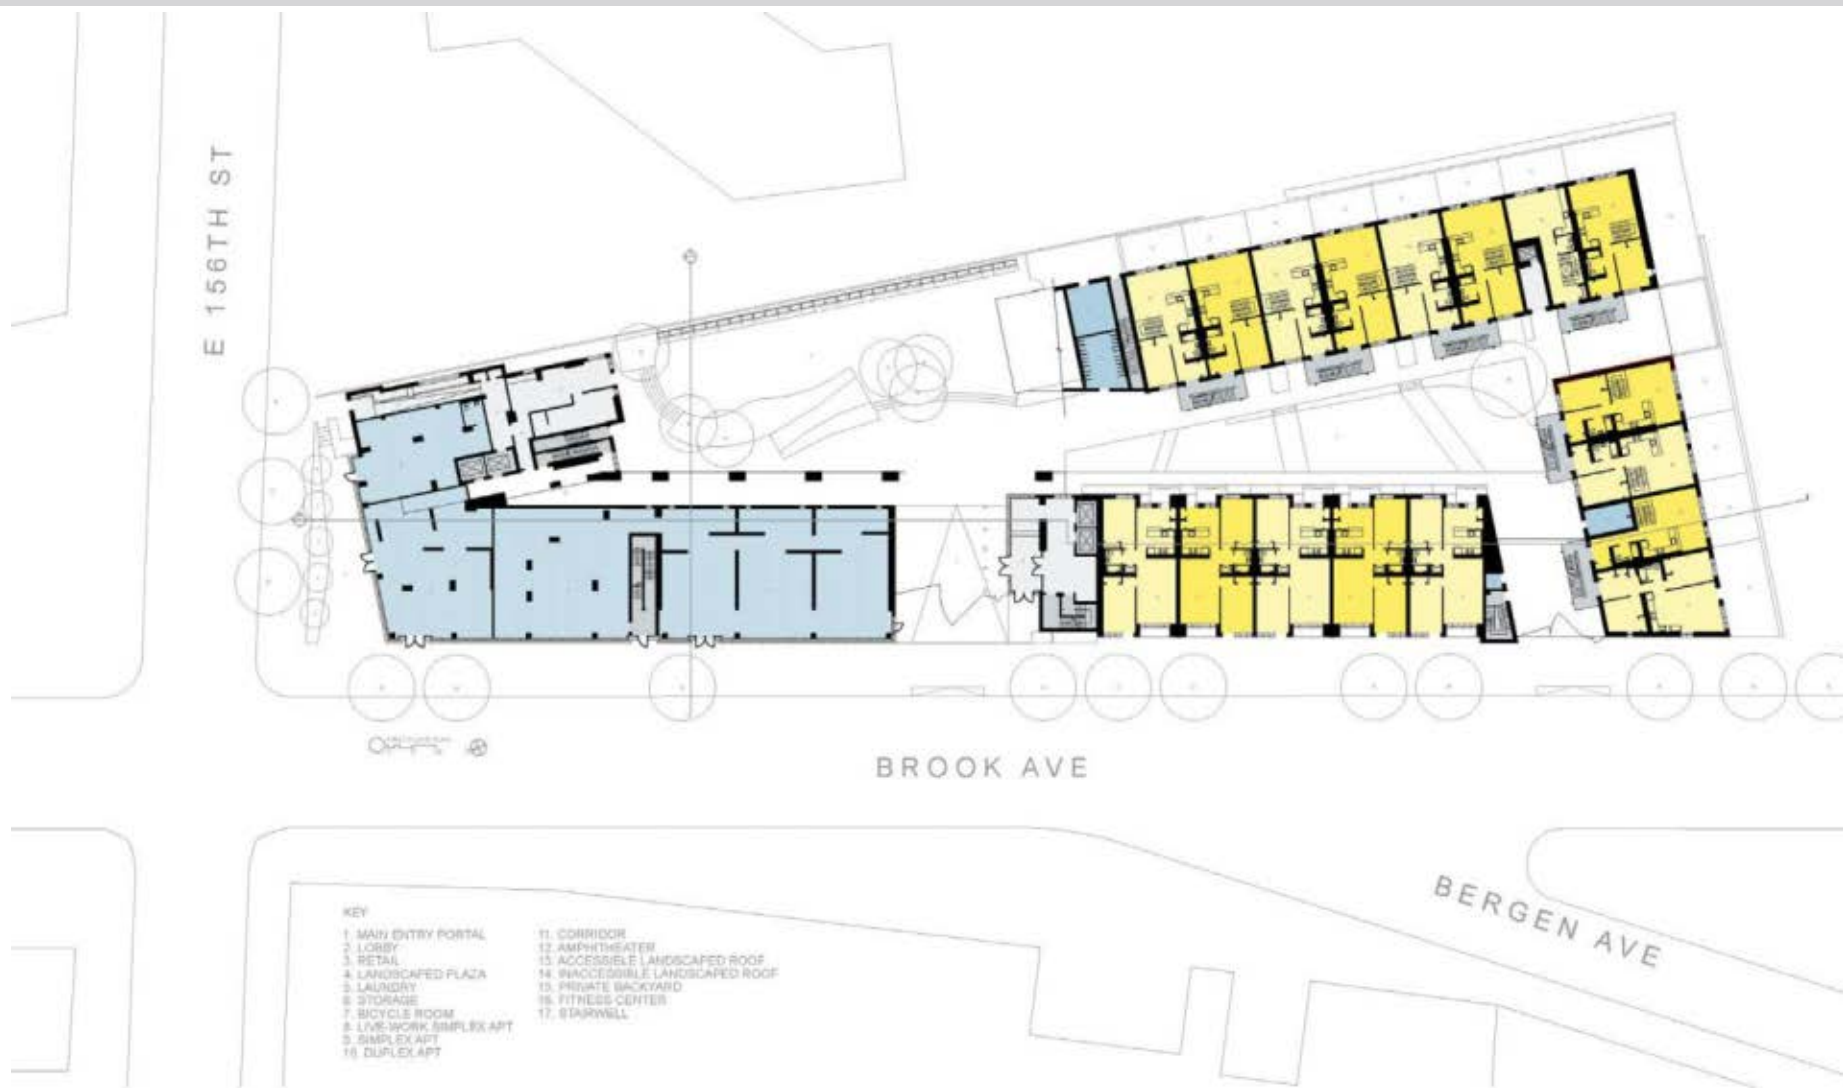 E 156TH ST
BROOK AVE
BERGEN AVE
KEY
1. MAIN ENTRY PORTAL
2. LOBBY
3. RETAIL
4. LANDSCAPED PLAZA
5. LAUNDRY
6. STORAGE
7. BICYCLE ROOM
8. LIVE-WORK SIMPLEX APT
9. SIMPLEX APT
10. DUPLEX APT
11. CORRIDOR
12. AMPHITHEATER
13. ACCESSIBLE LANDSCAPED ROOF
14. INACCESSIBLE LANDSCAPED ROOF
15. PRIVATE BACKYARD
16. FITNESS CENTER
17. STAIRWELL